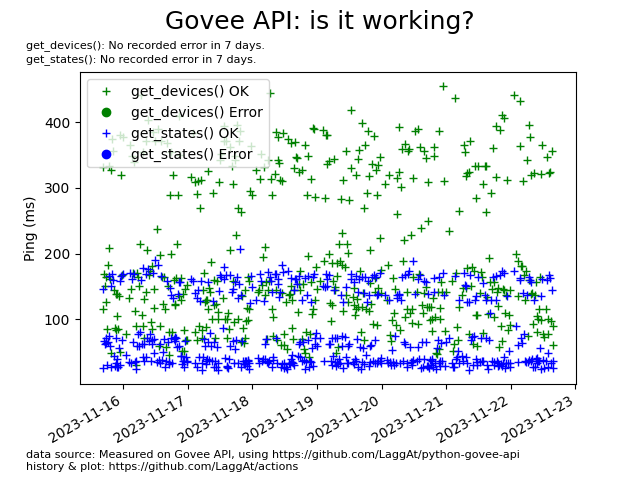 Govee API: is it working?
get_devices(): No recorded error in 7 days.
get_states(): No recorded error in 7 days.
get_devices() OK
get_devices() Error
get_states() OK
get_states() Error
Ping (ms)
400
300
200
100
2023-11-16
2023-11-17
2023-11-18
2023-11-19
2023-11-20
2023-11-21
2023-11-22
2023-11-23
data source: Measured on Govee API, using https://github.com/LaggAt/python-govee-api
history & plot: https://github.com/LaggAt/actions